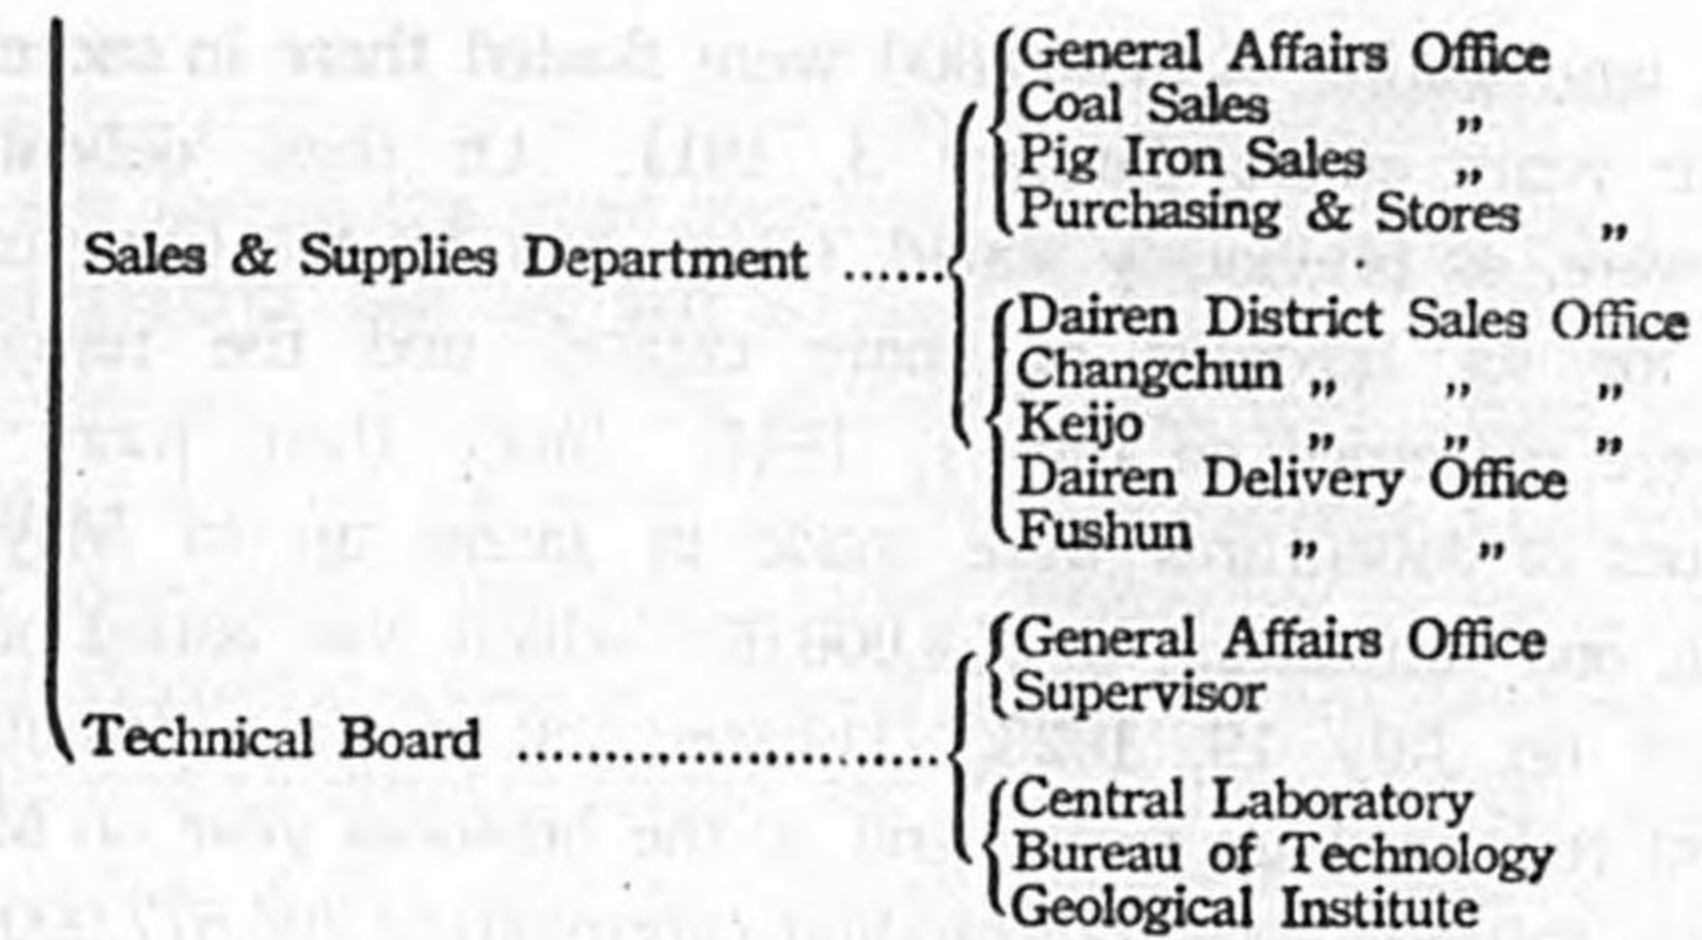 General Affairs Office
Coal Sales „
Pig Iron Sales „
Purchasing & Stores „
Sales & Supplies Department ......
Dairen District Sales Office
Changchun „ „ „
Keijo „ „ „
Dairen Delivery Office
Fushun „ „
General Affairs Office
Supervisor
Technical Board ............................
Central Laboratory
Bureau of Technology
Geological Institute